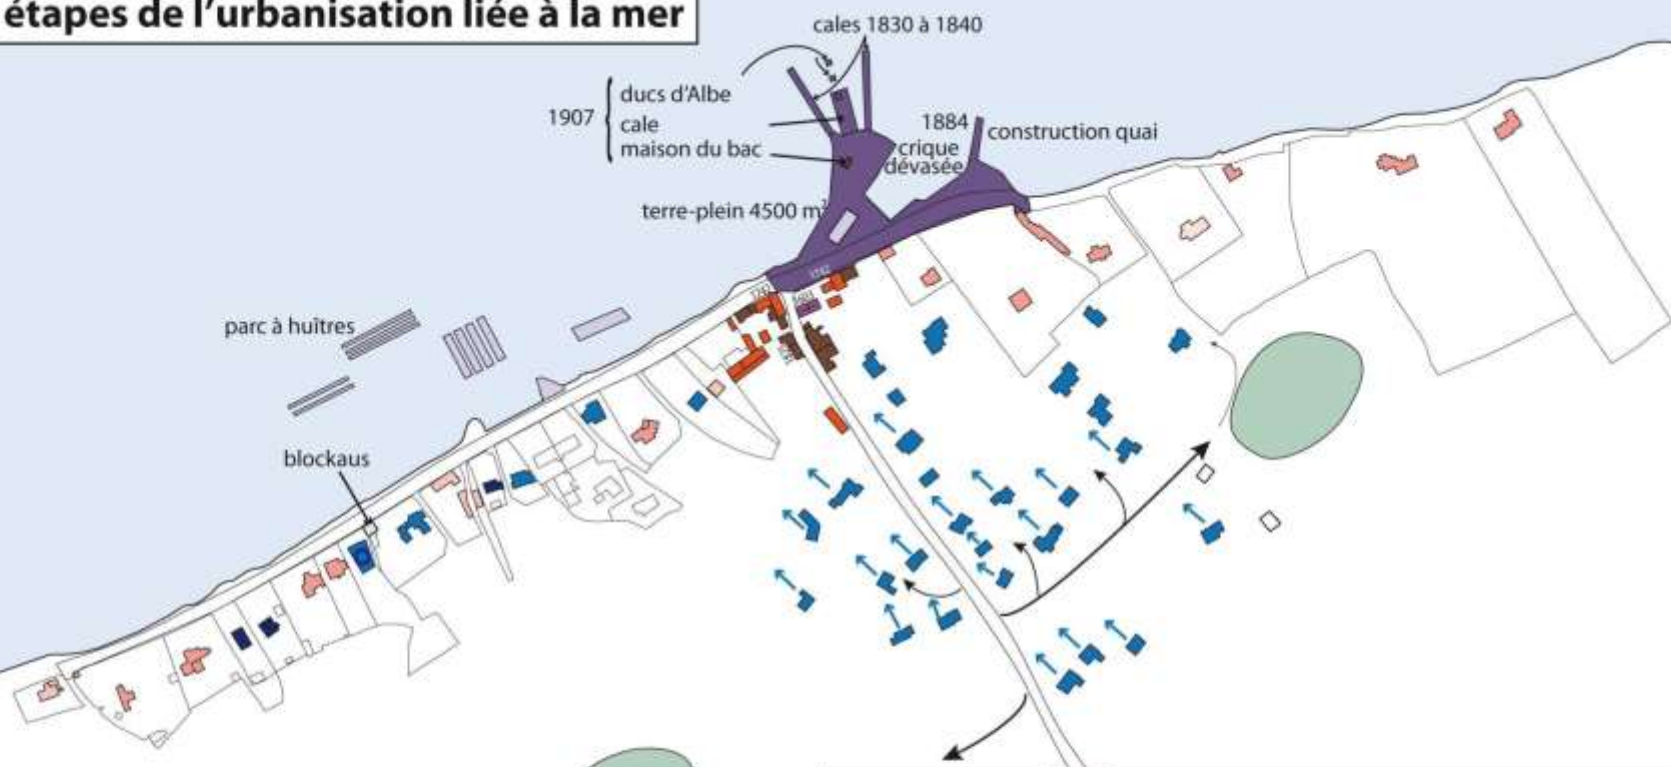 étapes de l'urbanisation liée à la mer
cales 1830 à 1840
1907
ducs d'Albe
cale
maison du bac
1884
construction quai
crique
dévasée
terre-plein 4500 m²
parc à huîtres
blockaus